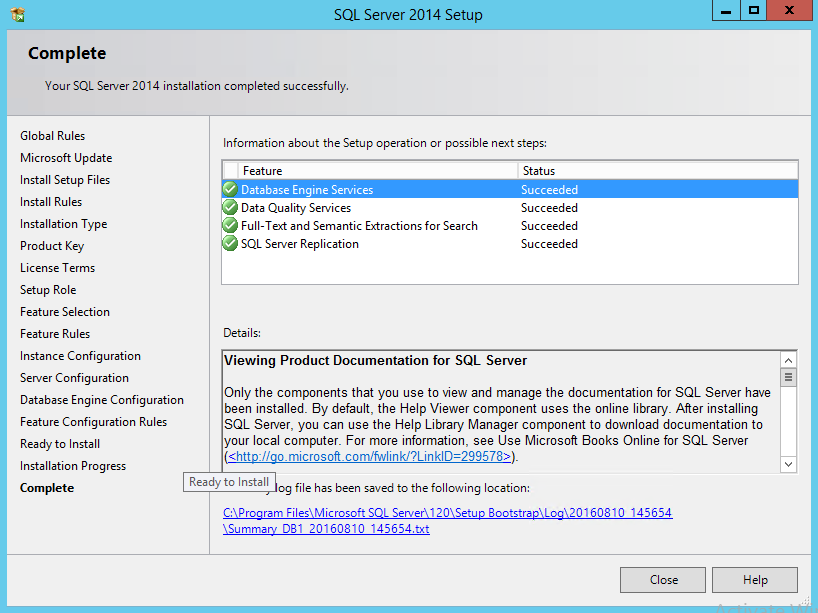 SQL Server 2014 Setup
Complete
Your SQL Server 2014 installation completed successfully.
Global Rules
Microsoft Update
Install Setup Files
Install Rules
Installation Type
Product Key
License Terms
Setup Role
Feature Selection
Feature Rules
Instance Configuration
Server Configuration
Database Engine Configuration
Feature Configuration Rules
Ready to Install
Installation Progress
Complete
Ready to Install
Information about the Setup operation or possible next steps:
Feature Status
Database Engine Services Succeeded
Data Quality Services Succeeded
Full-Text and Semantic Extractions for Search Succeeded
SQL Server Replication Succeeded
Details:
Viewing Product Documentation for SQL Server
Only the components that you use to view and manage the documentation for SQL Server have
been installed. By default, the Help Viewer component uses the online library. After installing
SQL Server, you can use the Help Library Manager component to download documentation to
your local computer. For more information, see Use Microsoft Books Online for SQL Server
(<http://go.microsoft.com/fwlink/?LinkID=299578>).
log file has been saved to the following location:
C:\Program Files\Microsoft SQL Server\120\Setup Bootstrap\Log\20160810_145654
\Summary_DB1_20160810_145654.txt
Close Help